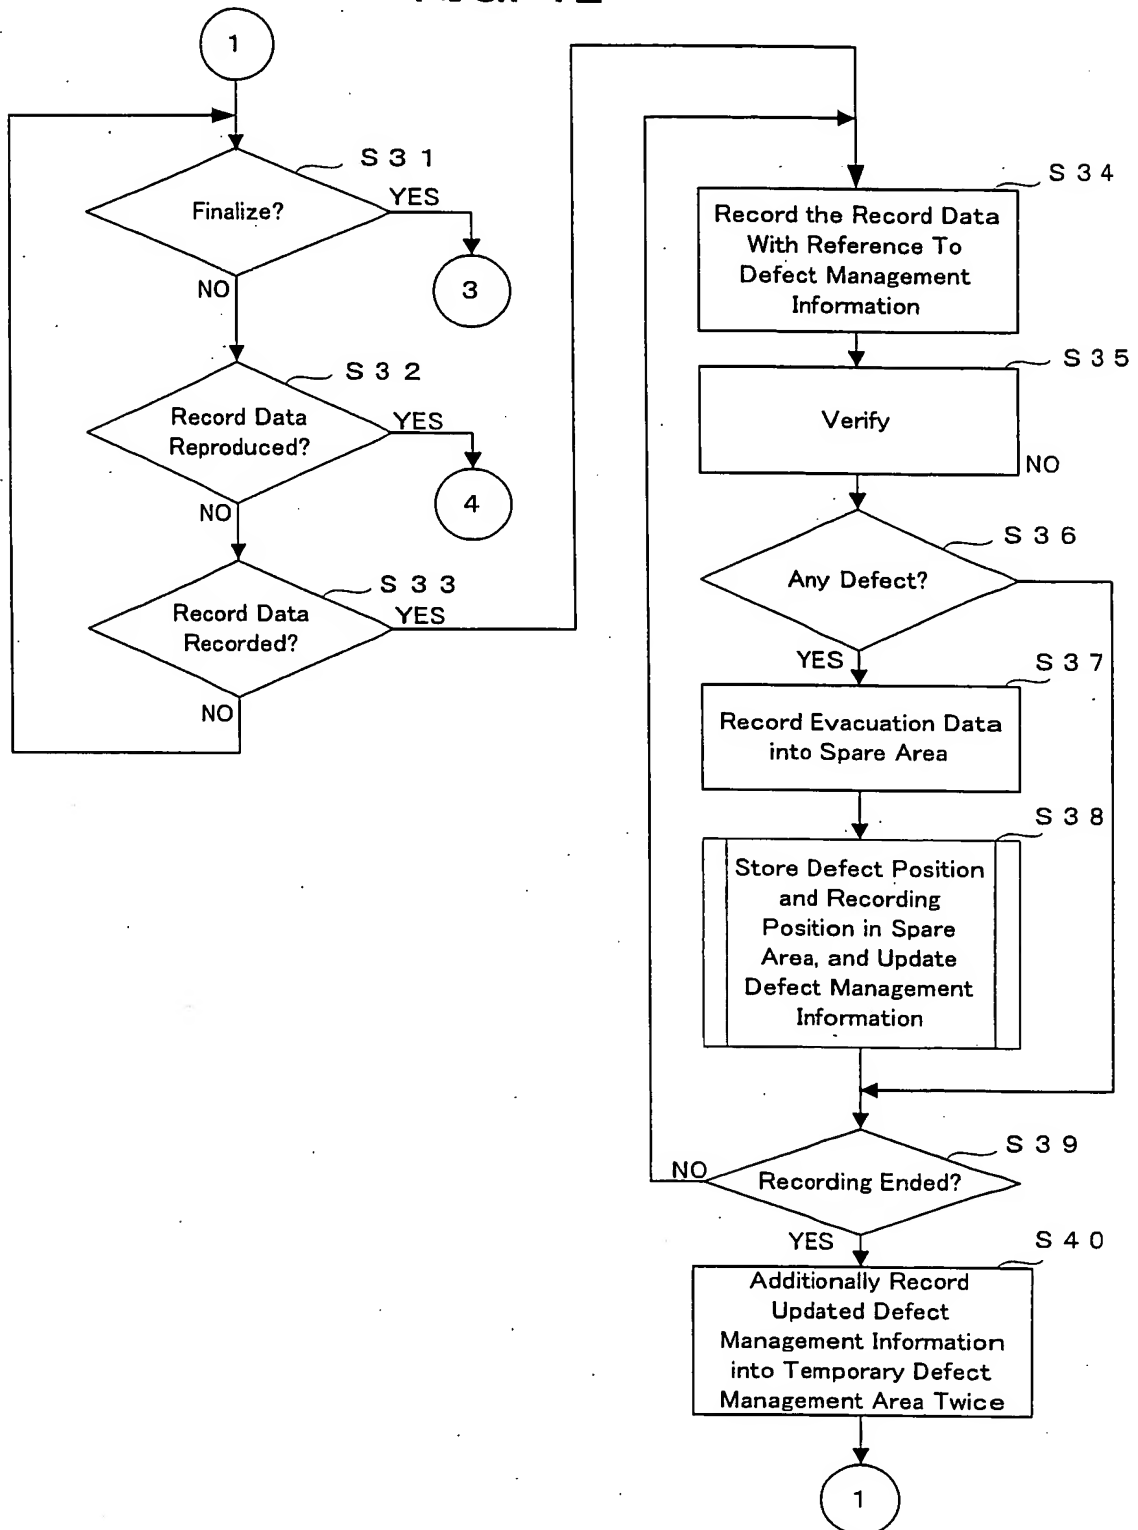 1
S31
Finalize?
YES
3
NO
S32
Record Data
Reproduced?
YES
4
NO
S33
Record Data
Recorded?
YES
NO
S34
Record the Record Data
With Reference To
Defect Management
Information
S35
Verify
NO
S36
Any Defect?
YES
S37
Record Evacuation Data
into Spare Area
S38
Store Defect Position
and Recording
Position in Spare
Area, and Update
Defect Management
Information
S39
NO
Recording Ended?
YES
S40
Additionally Record
Updated Defect
Management Information
into Temporary Defect
Management Area Twice
1